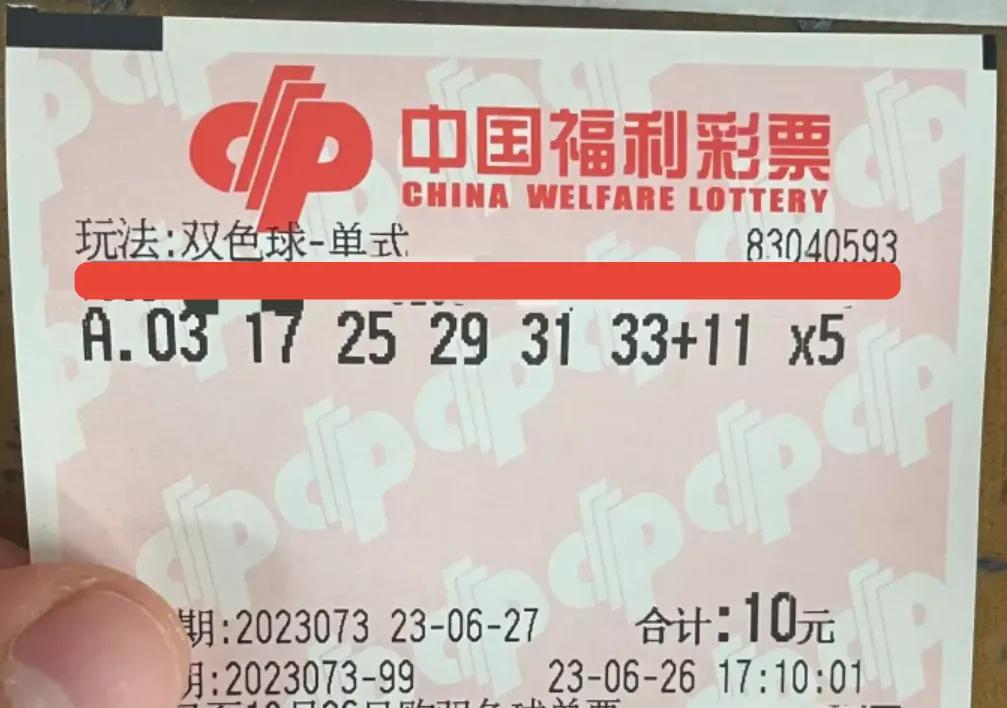 中国福利彩票
CHINA WELFARE LOTTERY
玩法:双色球-单式 83040593
A.03 17 25 29 31 33+11 x5
期:2023073 23-06-27 合计:10元
期:2023073-99 23-06-26 17:10:01